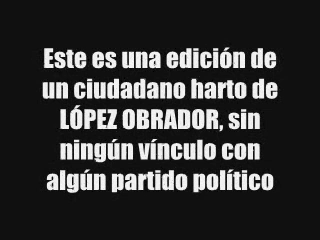 Este es una edición de
un ciudadano harto de
LÓPEZ OBRADOR, sin
ningún vínculo con
algún partido político